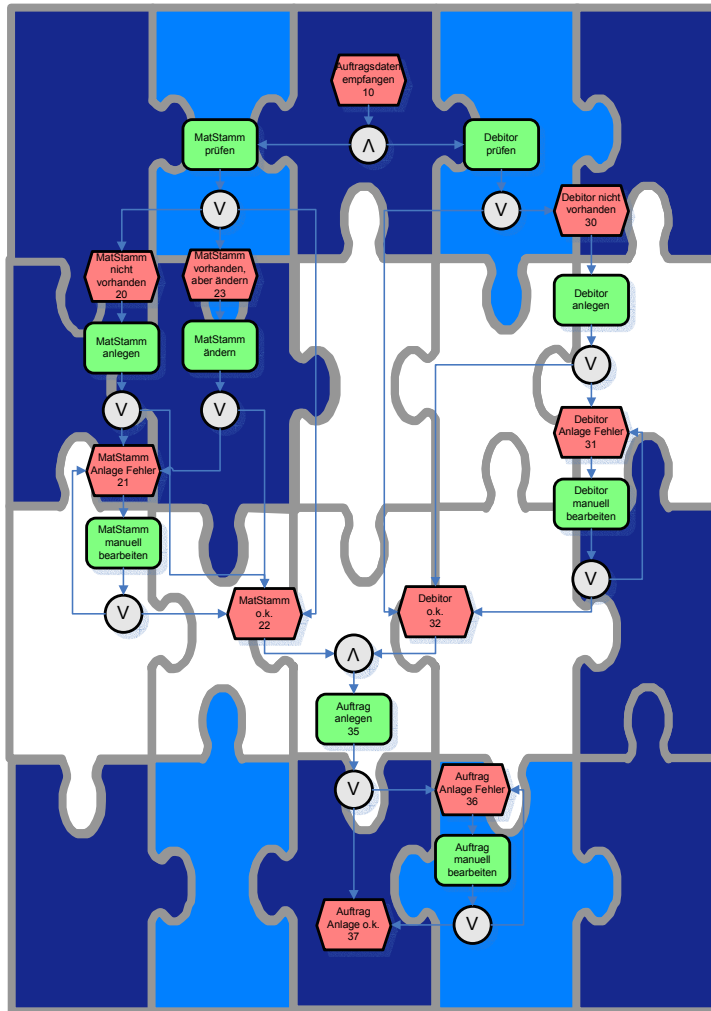 Auftragsdaten
empfangen
10
MatStamm
prüfen
Λ
Debitor
prüfen
V
V
Debitor nicht
vorhanden
30
MatStamm
nicht
vorhanden
20
MatStamm
vorhanden,
aber ändern
23
Debitor
anlegen
MatStamm
anlegen
MatStamm
ändern
V
V
V
Debitor
Anlage Fehler
31
MatStamm
Anlage Fehler
21
Debitor
manuell
bearbeiten
MatStamm
manuell
bearbeiten
V
V
MatStamm
o.k.
22
Debitor
o.k.
32
Λ
Auftrag
anlegen
35
V
Auftrag
Anlage Fehler
36
Auftrag
manuell
bearbeiten
Auftrag
Anlage o.k.
37
V